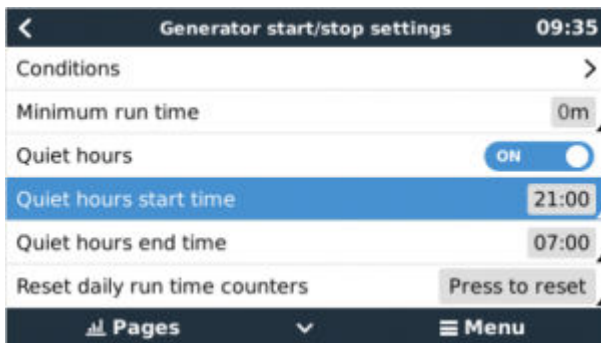 Generator start/stop settings 09:35
Conditions
Minimum run time 0m
Quiet hours ON
Quiet hours start time 21:00
Quiet hours end time 07:00
Reset daily run time counters Press to reset
Pages Menu